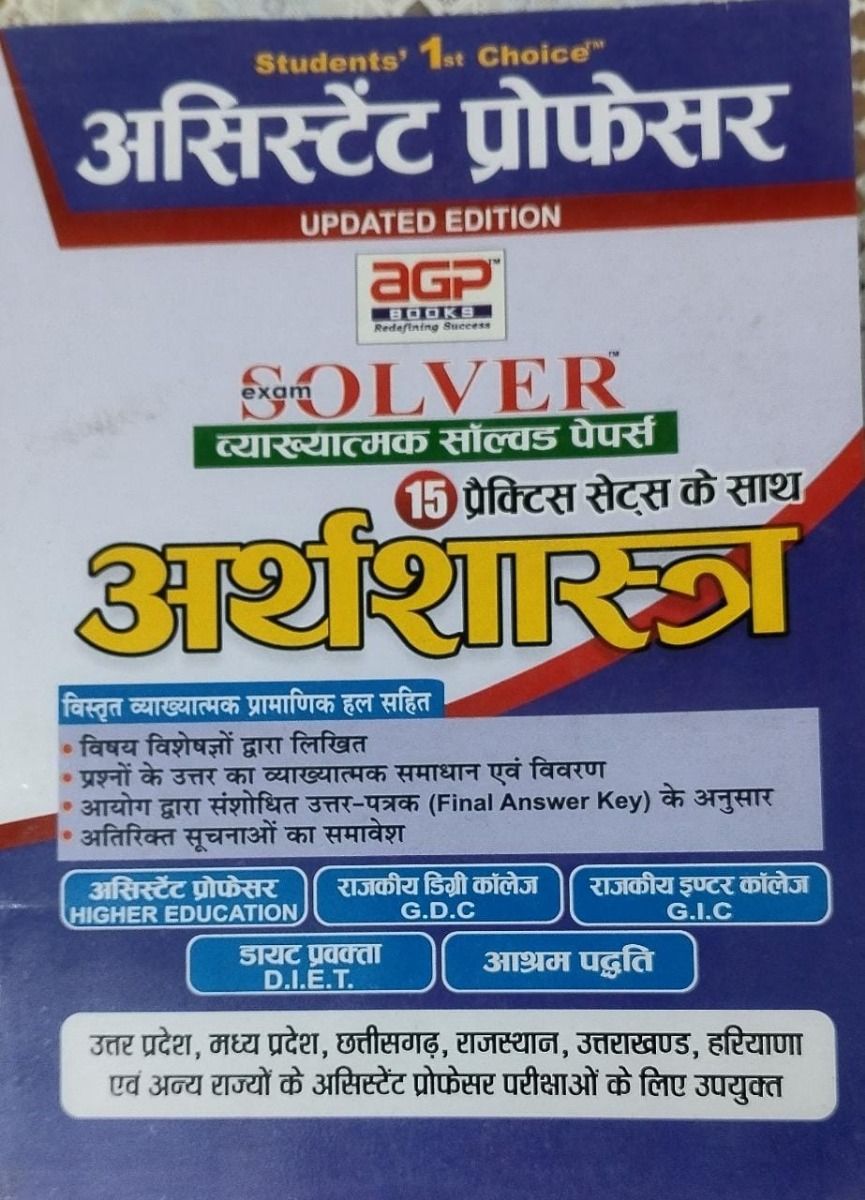 Students' 1st Choice™
असिस्टेंट प्रोफेसर
UPDATED EDITION
aGP™
BOOKS
Redefining Success
exam SOLVER™
व्याख्यात्मक सॉल्वड पेपर्स
15 प्रैक्टिस सेट्स के साथ
अर्थशास्त्र
विस्तृत व्याख्यात्मक प्रामाणिक हल सहित
• विषय विशेषज्ञों द्वारा लिखित
• प्रश्नों के उत्तर का व्याख्यात्मक समाधान एवं विवरण
• आयोग द्वारा संशोधित उत्तर-पत्रक (Final Answer Key) के अनुसार
• अतिरिक्त सूचनाओं का समावेश
असिस्टेंट प्रोफेसर
HIGHER EDUCATION
राजकीय डिग्री कॉलेज
G.D.C
राजकीय इण्टर कॉलेज
G.I.C
डायट प्रवक्ता
D.I.E.T.
आश्रम पद्धति
उत्तर प्रदेश, मध्य प्रदेश, छत्तीसगढ़, राजस्थान, उत्तराखण्ड, हरियाणा
एवं अन्य राज्यों के असिस्टेंट प्रोफेसर परीक्षाओं के लिए उपयुक्त